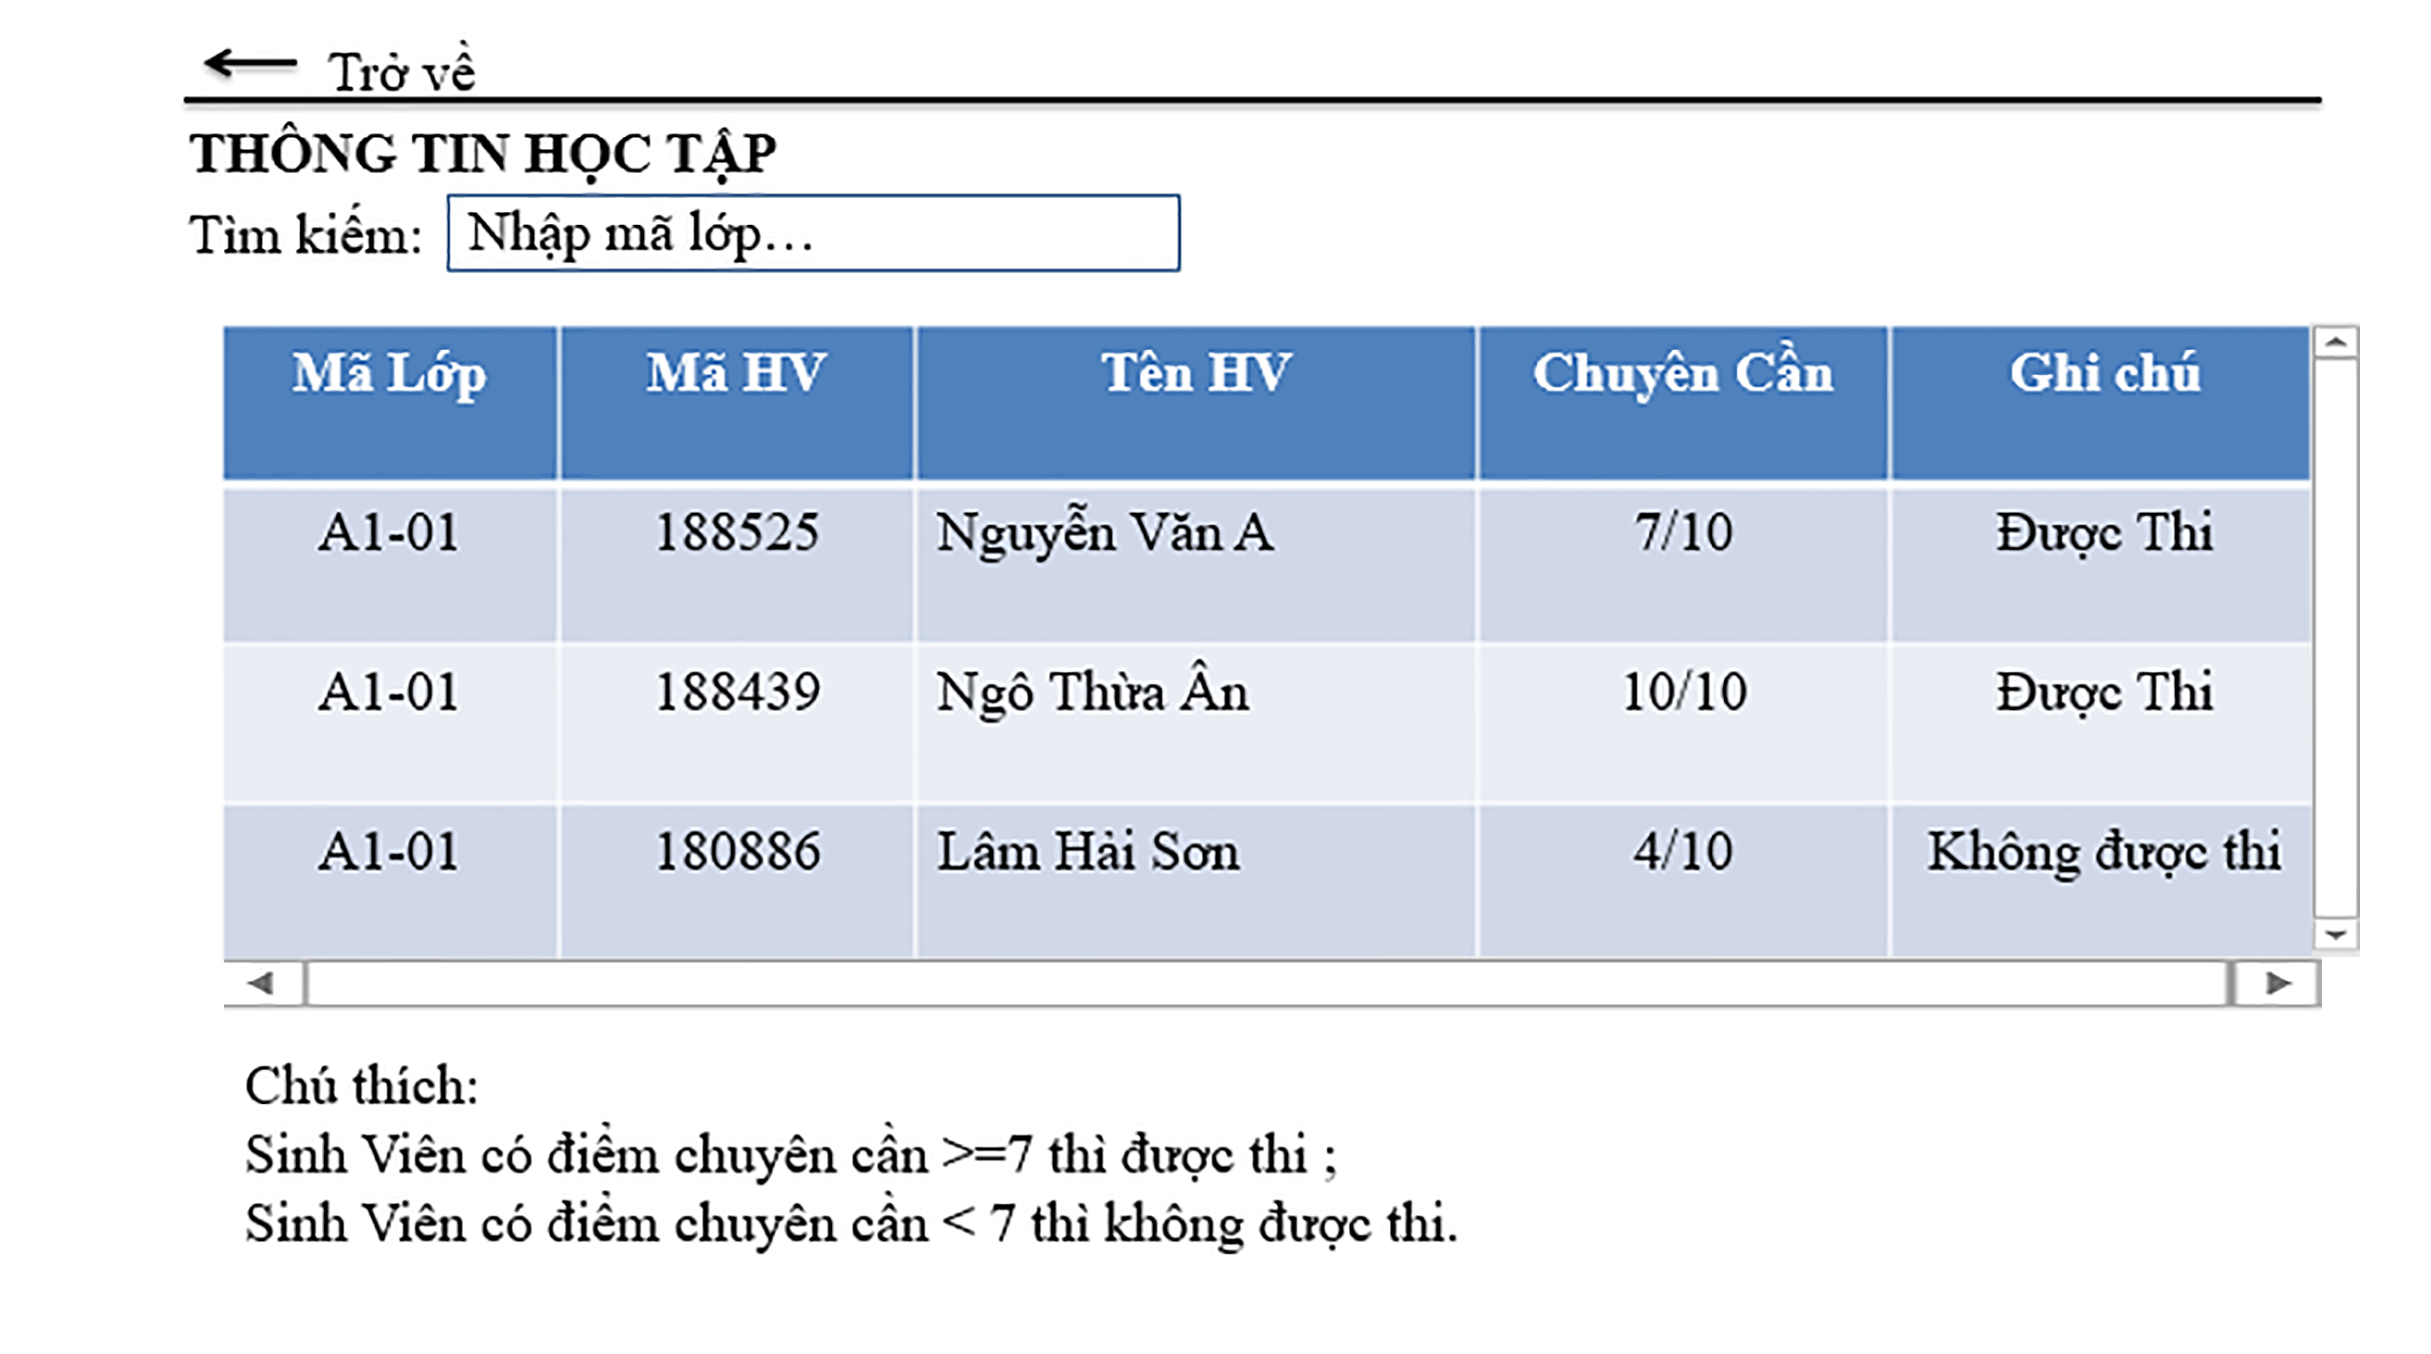 Trở về
THÔNG TIN HỌC TẬP
Tìm kiếm: Nhập mã lớp...
Mã Lớp Mã HV Tên HV Chuyên Cần Ghi chú
A1-01 188525 Nguyễn Văn A 7/10 Được Thi
A1-01 188439 Ngô Thừa Ân 10/10 Được Thi
A1-01 180886 Lâm Hải Sơn 4/10 Không được thi
Chú thích:
Sinh Viên có điểm chuyên cần >=7 thì được thi ;
Sinh Viên có điểm chuyên cần < 7 thì không được thi.